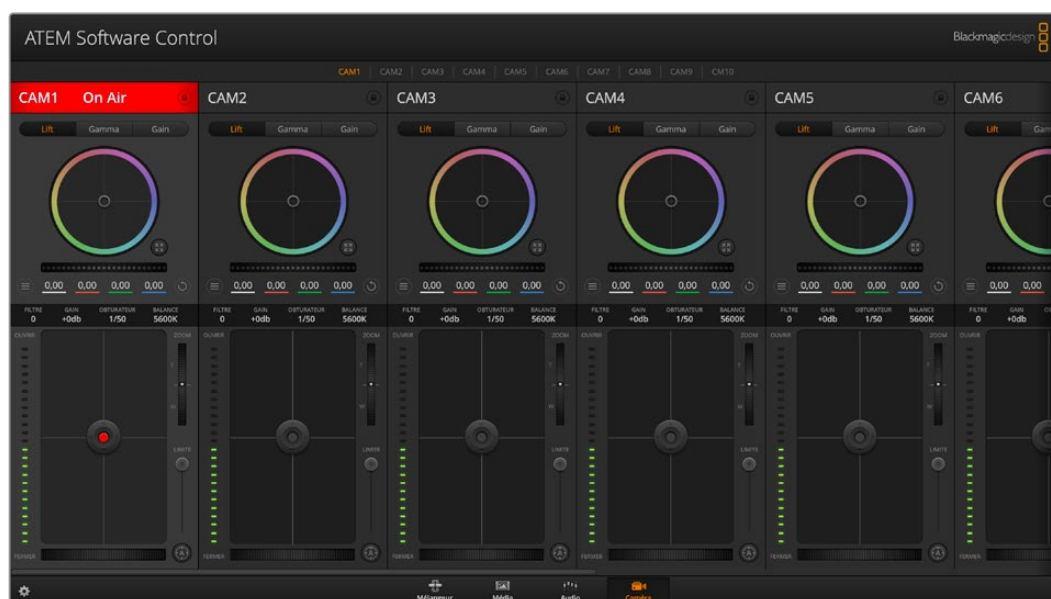 ATEM Software Control
Blackmagicdesign
CAM1 CAM2 CAM3 CAM4 CAM5 CAM6 CAM7 CAM8 CAM9 CM10
CAM1 On Air CAM2 CAM3 CAM4 CAM5 CAM6
Lift Gamma Gain Lift Gamma Gain Lift Gamma Gain Lift Gamma Gain Lift Gamma Gain Lift
0,00 0,00 0,00 0,00 0,00 0,00 0,00 0,00 0,00 0,00 0,00 0,00 0,00 0,00 0,00 0,00 0,00 0,00 0,00 0,00 0,00 0,00
FILTRE GAIN OBTURATEUR BALANCE FILTRE GAIN OBTURATEUR BALANCE FILTRE GAIN OBTURATEUR BALANCE FILTRE GAIN OBTURATEUR BALANCE FILTRE GAIN OBTURATEUR BALANCE FILTRE GAIN
0 +0db 1/50 5600K 0 +0db 1/50 5600K 0 +0db 1/50 5600K 0 +0db 1/50 5600K 0 +0db 1/50 5600K 0 +0db
OUVRIR ZOOM OUVRIR ZOOM OUVRIR ZOOM OUVRIR ZOOM OUVRIR ZOOM OUVRIR
T T T T T
W W W W W
LIMITE LIMITE LIMITE LIMITE LIMITE
FERMER FERMER FERMER FERMER FERMER FERMER
Mélangeur Média Audio Caméra